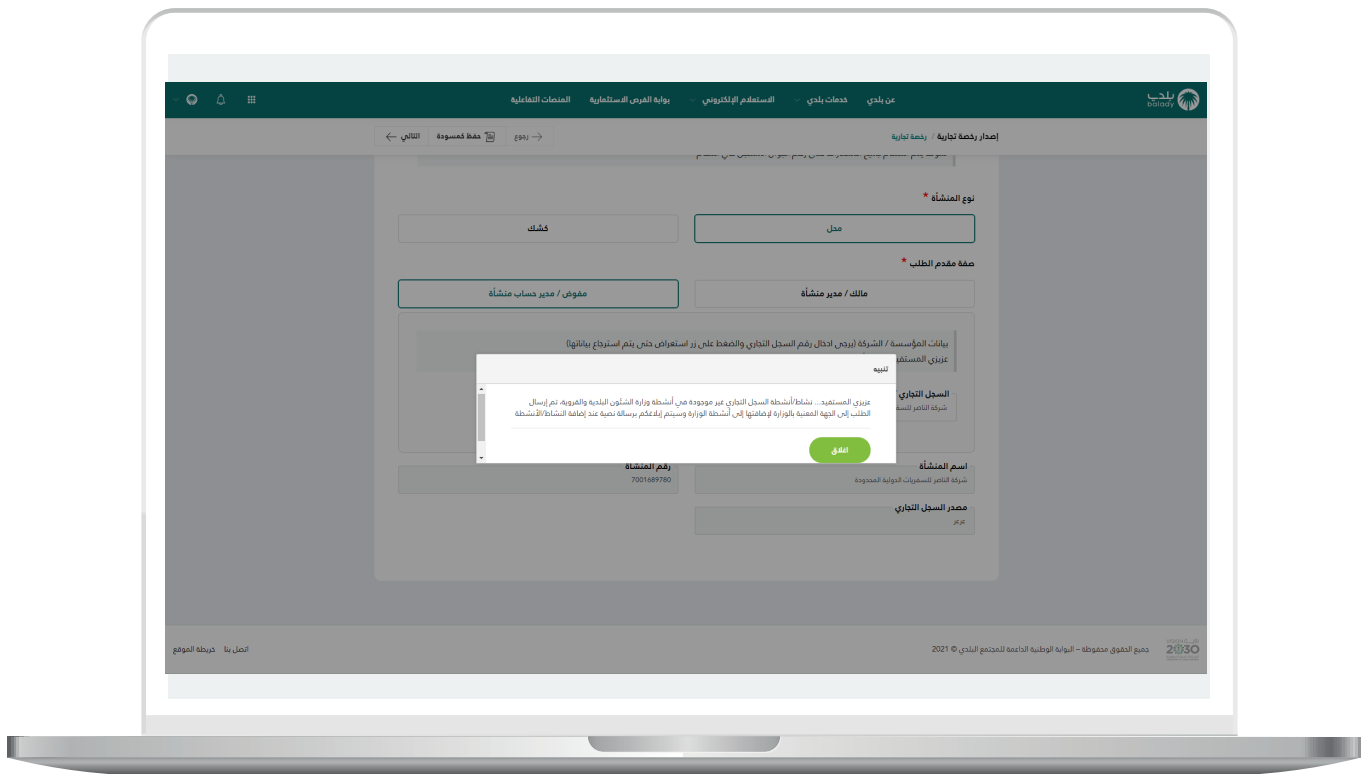 بلدي
balady
عن بلدي
خدمات بلدي
الاستعلام الإلكتروني
بوابة الفرص الاستثمارية
المنصات التفاعلية
إصدار رخصة تجارية / رخصة تجارية
رجوع
حفظ كمسودة
التالي
نوع المنشأة *
محل
كشك
صفة مقدم الطلب *
مالك / مدير منشأة
مفوض / مدير حساب منشأة
بيانات المؤسسة / الشركة (يرجى ادخال رقم السجل التجاري والضغط على زر استعراض حتى يتم استرجاع بياناتها)
عزيزي
تنبيه
عزيزي المستفيد... نشاط/أنشطة السجل التجاري غير موجودة في أنشطة وزارة الشئون البلدية والقروية، تم إرسال
الطلب إلى الجهة المعنية بالوزارة لإضافتها إلى أنشطة الوزارة وسيتم إبلاغكم برسالة نصية عند إضافة النشاط/الأنشطة
اغلاق
السجل التجاري
شركة الناصر
اسم المنشأة
شركة الناصر للسفريات الدولية المحدودة
رقم المنشأة
7001689780
مصدر السجل التجاري
عرعر
2030
جميع الحقوق محفوظة – البوابة الوطنية الداعمة للمجتمع البلدي © 2021
اتصل بنا
خريطة الموقع